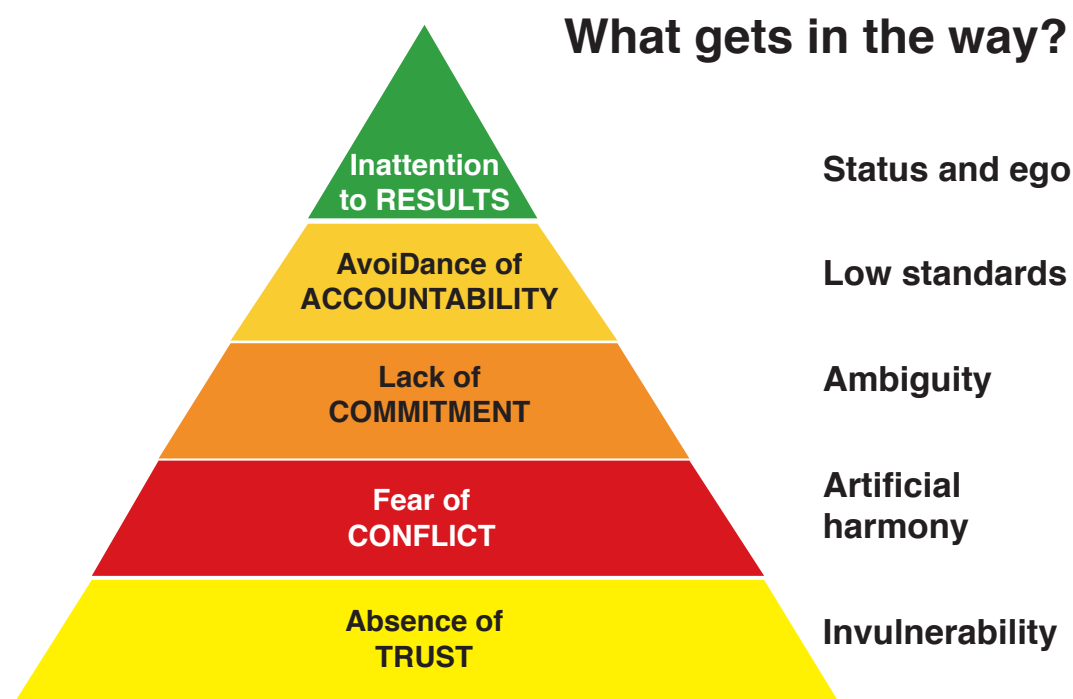 What gets in the way?
Inattention
to RESULTS
Status and ego
AvoiDance of
ACCOUNTABILITY
Low standards
Lack of
COMMITMENT
Ambiguity
Fear of
CONFLICT
Artificial
harmony
Absence of
TRUST
Invulnerability